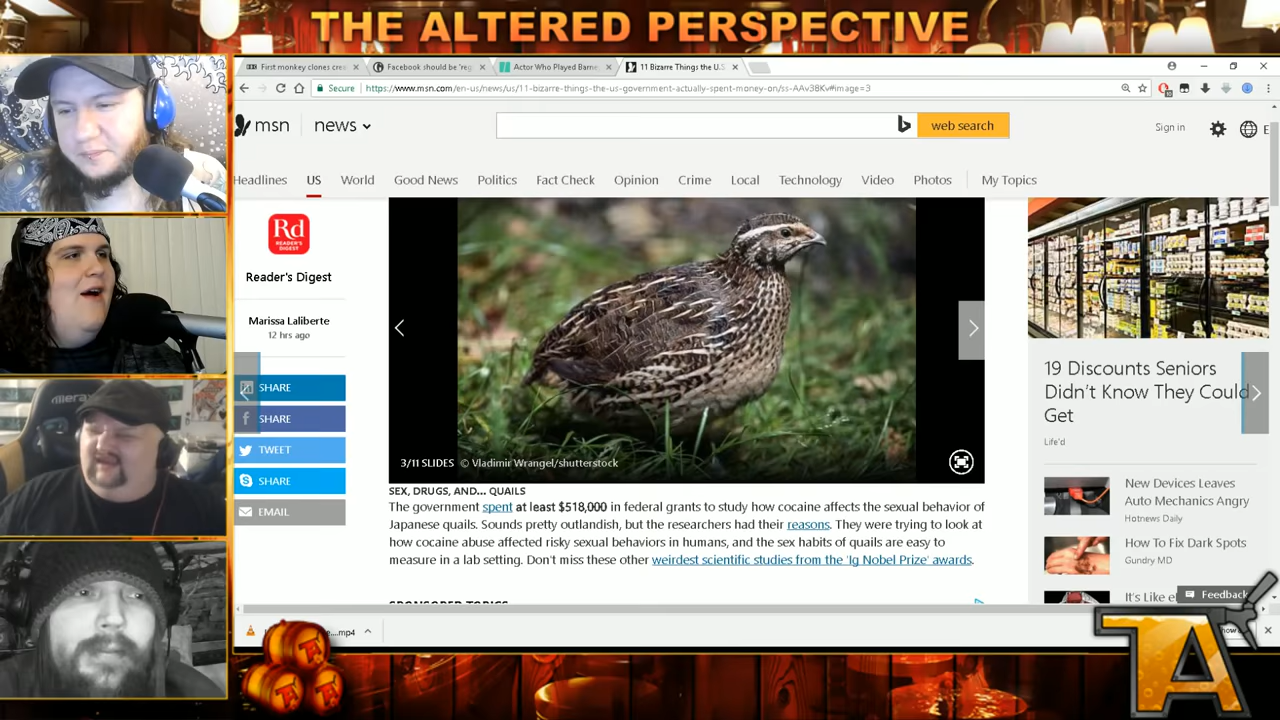 THE ALTERED PERSPECTIVE
First monkey clones cre
Facebook should be 'reg
Actor Who Played Barne
11 Bizarre Things the U.S
Secure
https://www.msn.com/en-us/news/us/11-bizarre-things-the-us-government-actually-spent-money-on/ss-AAv38Kv#image=3
msn
news
web search
Sign in
E
Headlines
US
World
Good News
Politics
Fact Check
Opinion
Crime
Local
Technology
Video
Photos
My Topics
Rd
READER'S
DIGEST
Reader's Digest
Marissa Laliberte
12 hrs ago
SHARE
SHARE
TWEET
SHARE
EMAIL
3/11 SLIDES © Vladimir Wrangel/shutterstock
SEX, DRUGS, AND... QUAILS
The government spent at least $518,000 in federal grants to study how cocaine affects the sexual behavior of
Japanese quails. Sounds pretty outlandish, but the researchers had their reasons. They were trying to look at
how cocaine abuse affected risky sexual behaviors in humans, and the sex habits of quails are easy to
measure in a lab setting. Don't miss these other weirdest scientific studies from the 'Ig Nobel Prize' awards.
SPONSORED TOPICS
19 Discounts Seniors
Didn't Know They Could
Get
Life'd
New Devices Leaves
Auto Mechanics Angry
Hotnews Daily
How To Fix Dark Spots
Gundry MD
It's Like
Feedback
....mp4
TA